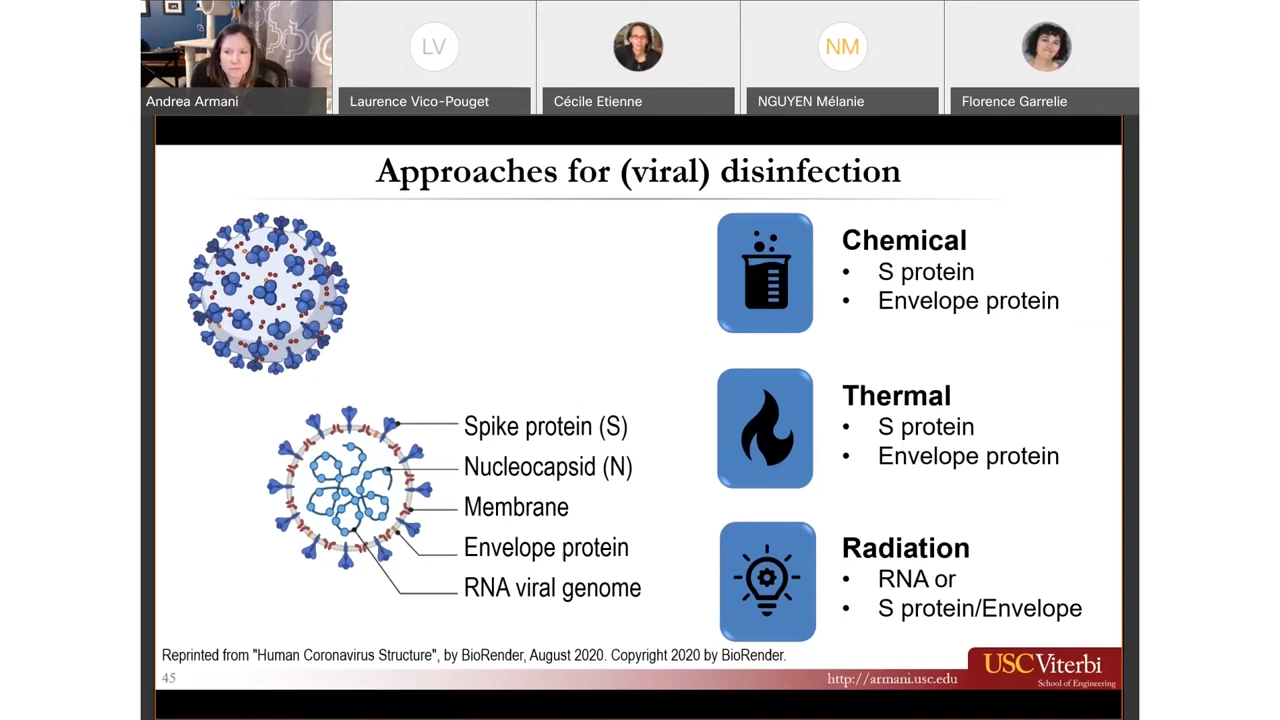 LV
NM
Andrea Armani
Laurence Vico-Pouget
Cécile Etienne
NGUYEN Mélanie
Florence Garrelie
Approaches for (viral) disinfection
Spike protein (S)
Nucleocapsid (N)
Membrane
Envelope protein
RNA viral genome
Chemical
• S protein
• Envelope protein
Thermal
• S protein
• Envelope protein
Radiation
• RNA or
• S protein/Envelope
Reprinted from "Human Coronavirus Structure", by BioRender, August 2020. Copyright 2020 by BioRender.
45
http://armani.usc.edu
USC Viterbi
School of Engineering